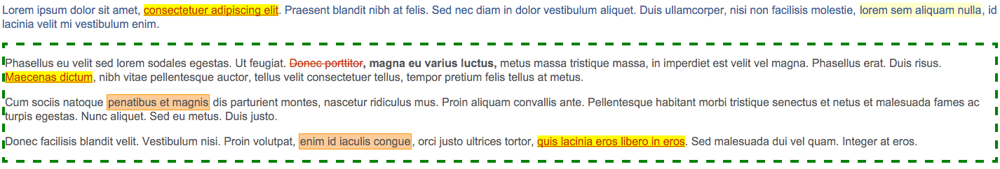 Lorem ipsum dolor sit amet, consectetuer adipiscing elit. Praesent blandit nibh at felis. Sed nec diam in dolor vestibulum aliquet. Duis ullamcorper, nisi non facilisis molestie, lorem sem aliquam nulla, id
lacinia velit mi vestibulum enim.
Phasellus eu velit sed lorem sodales egestas. Ut feugiat. Donec porttitor, magna eu varius luctus, metus massa tristique massa, in imperdiet est velit vel magna. Phasellus erat. Duis risus.
Maecenas dictum, nibh vitae pellentesque auctor, tellus velit consectetuer tellus, tempor pretium felis tellus at metus.
Cum sociis natoque penatibus et magnis dis parturient montes, nascetur ridiculus mus. Proin aliquam convallis ante. Pellentesque habitant morbi tristique senectus et netus et malesuada fames ac
turpis egestas. Nunc aliquet. Sed eu metus. Duis justo.
Donec facilisis blandit velit. Vestibulum nisi. Proin volutpat, enim id iaculis congue, orci justo ultrices tortor, quis lacinia eros libero in eros. Sed malesuada dui vel quam. Integer at eros.